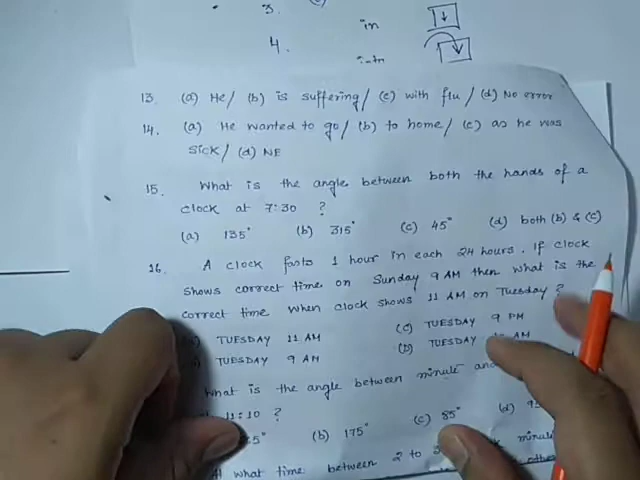 3.
4.
in
into
13. (a) He/ (b) is suffering/ (c) with flu/ (d) No error
14. (a) He wanted to go/ (b) to home/ (c) as he was
sick/ (d) NE
15. What is the angle between both the hands of a
clock at 7:30 ?
(a) 135° (b) 315° (c) 45° (d) both (b) & (c)
16. A clock fasts 1 hour in each 24 hours. If clock
shows correct time on Sunday 9 AM then what is the
correct time when clock shows 11 AM on Tuesday ?
TUESDAY 11 AM (c) TUESDAY 9 PM
TUESDAY 9 AM (D) TUESDAY AM
What is the angle between minute
11:10 ?
(b) 175° (c) 85° (d)
what time between 2 to minute